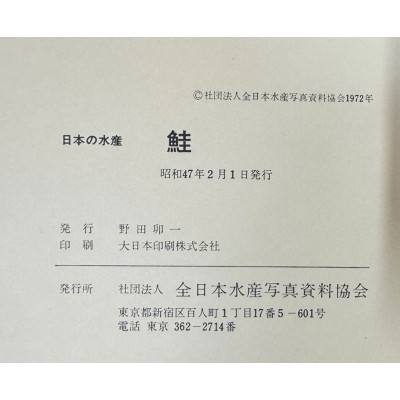 ©社団法人全日本水産写真資料協会1972年
日本の水産 鮭
昭和47年2月1日発行
発行 野田卯一
印刷 大日本印刷株式会社
発行所 社団法人 全日本水産写真資料協会
東京都新宿区百人町1丁目17番5－601号
電話 東京 362－2714番